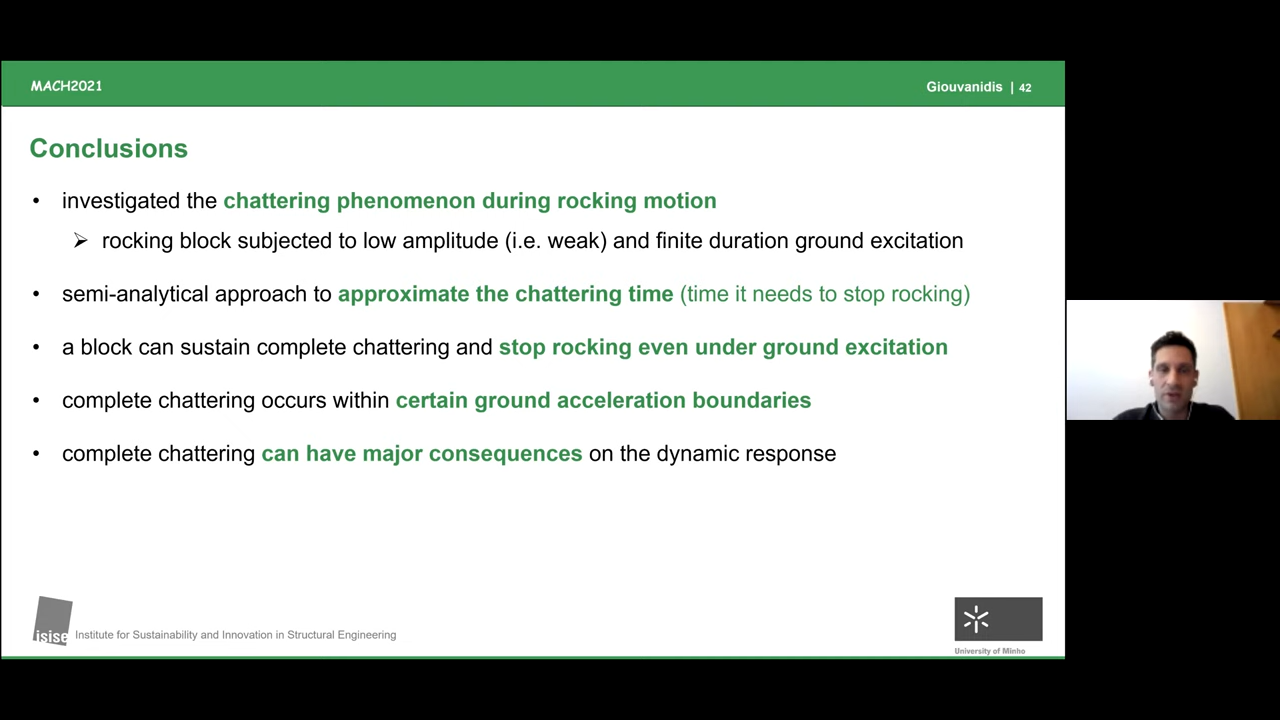 MACH2021
Giouvanidis | 42
Conclusions
• investigated the chattering phenomenon during rocking motion
➢ rocking block subjected to low amplitude (i.e. weak) and finite duration ground excitation
• semi-analytical approach to approximate the chattering time (time it needs to stop rocking)
• a block can sustain complete chattering and stop rocking even under ground excitation
• complete chattering occurs within certain ground acceleration boundaries
• complete chattering can have major consequences on the dynamic response
isise Institute for Sustainability and Innovation in Structural Engineering
University of Minho